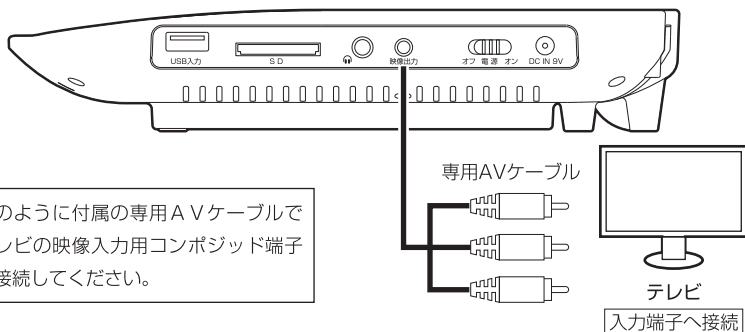 USB入力
SD
映像出力
オフ 電源 オン
DC IN 9V
専用AVケーブル
のように付属の専用AVケーブルで
レビの映像入力用コンポジッド端子
接続してください。
テレビ
入力端子へ接続